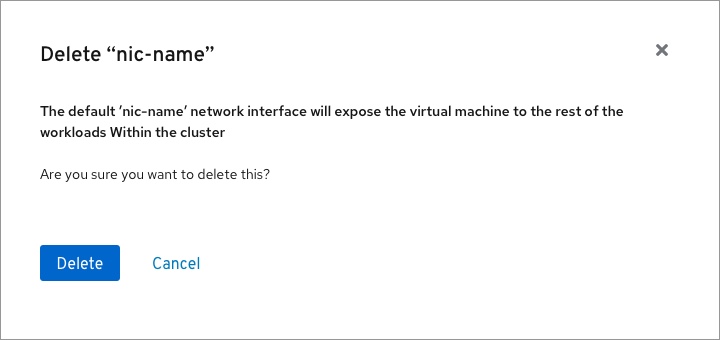 Delete “nic-name”
The default ‘nic-name’ network interface will expose the virtual machine to the rest of the
workloads Within the cluster
Are you sure you want to delete this?
Delete Cancel